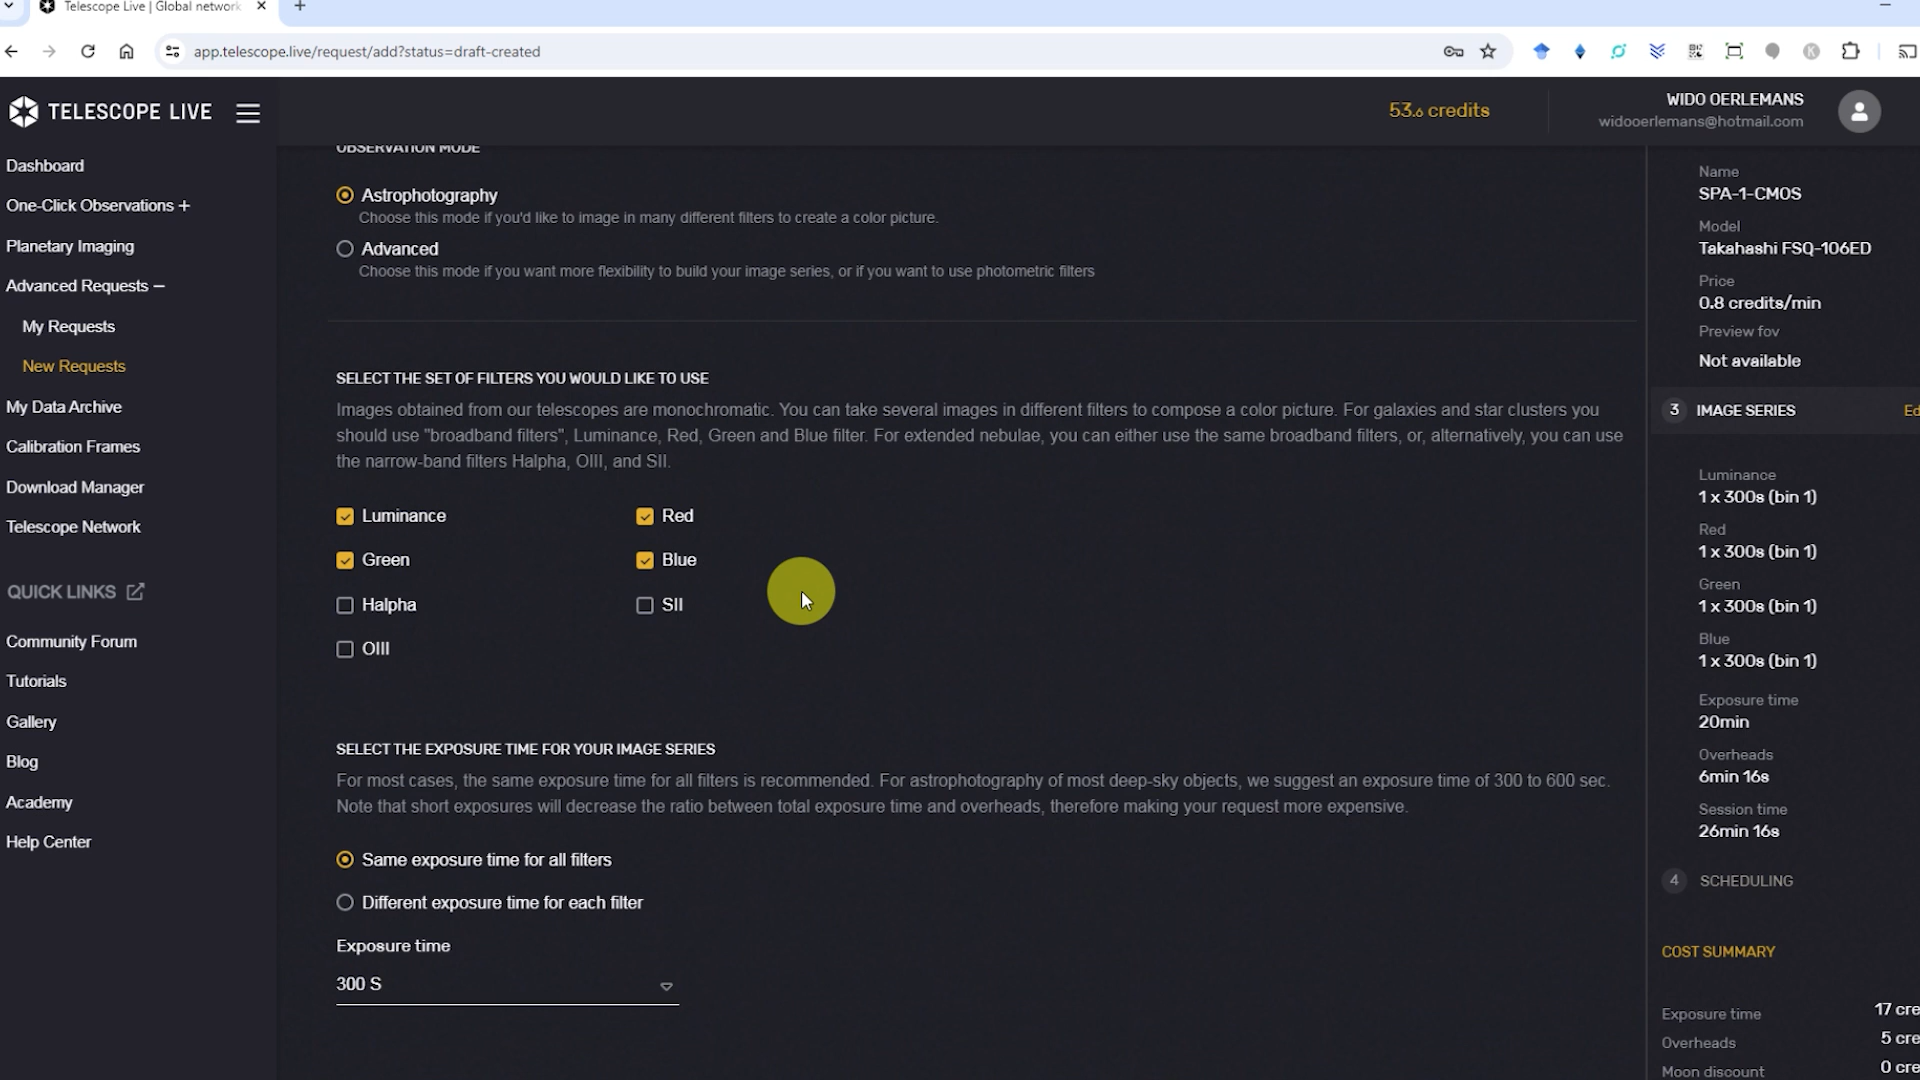 Telescope Live | Global network
app.telescope.live/request/add?status=draft-created
TELESCOPE LIVE
53.6 credits
WIDO OERLEMANS
widooerlemans@hotmail.com
Dashboard
One-Click Observations +
Planetary Imaging
Advanced Requests –
My Requests
New Requests
My Data Archive
Calibration Frames
Download Manager
Telescope Network
QUICK LINKS
Community Forum
Tutorials
Gallery
Blog
Academy
Help Center
OBSERVATION MODE
Astrophotography
Choose this mode if you'd like to image in many different filters to create a color picture.
Advanced
Choose this mode if you want more flexibility to build your image series, or if you want to use photometric filters
SELECT THE SET OF FILTERS YOU WOULD LIKE TO USE
Images obtained from our telescopes are monochromatic. You can take several images in different filters to compose a color picture. For galaxies and star clusters you
should use "broadband filters", Luminance, Red, Green and Blue filter. For extended nebulae, you can either use the same broadband filters, or, alternatively, you can use
the narrow-band filters Halpha, OIII, and SII.
Luminance
Red
Green
Blue
Halpha
SII
OIII
SELECT THE EXPOSURE TIME FOR YOUR IMAGE SERIES
For most cases, the same exposure time for all filters is recommended. For astrophotography of most deep-sky objects, we suggest an exposure time of 300 to 600 sec.
Note that short exposures will decrease the ratio between total exposure time and overheads, therefore making your request more expensive.
Same exposure time for all filters
Different exposure time for each filter
Exposure time
300 S
Name
SPA-1-CMOS
Model
Takahashi FSQ-106ED
Price
0.8 credits/min
Preview fov
Not available
3 IMAGE SERIES Ed
Luminance
1 x 300s (bin 1)
Red
1 x 300s (bin 1)
Green
1 x 300s (bin 1)
Blue
1 x 300s (bin 1)
Exposure time
20min
Overheads
6min 16s
Session time
26min 16s
4 SCHEDULING
COST SUMMARY
Exposure time 17 cre
Overheads 5 cre
Moon discount 0 cre